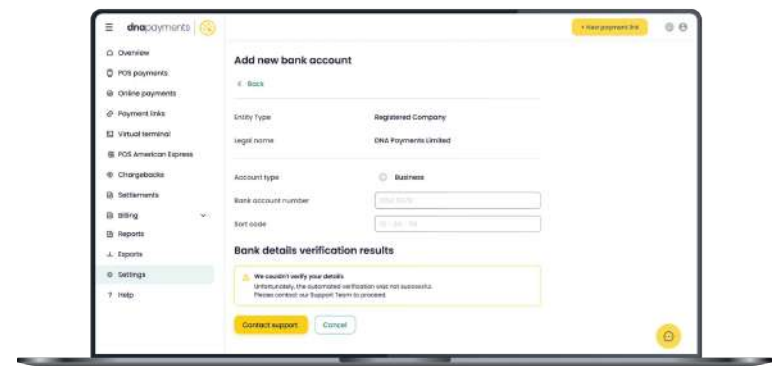 dnapayments
+ New payment link
Overview
POS payments
Online payments
Payment links
Virtual terminal
POS American Express
Chargebacks
Settlements
Billing
Reports
Exports
Settings
Help
Add new bank account
Back
Entity Type
Registered Company
Legal name
DNA Payments Limited
Account type
Business
Bank account number
Sort code
Bank details verification results
We couldn't verify your details
Unfortunately, the automated verification was not successful.
Please contact our Support Team to proceed.
Contact support
Cancel